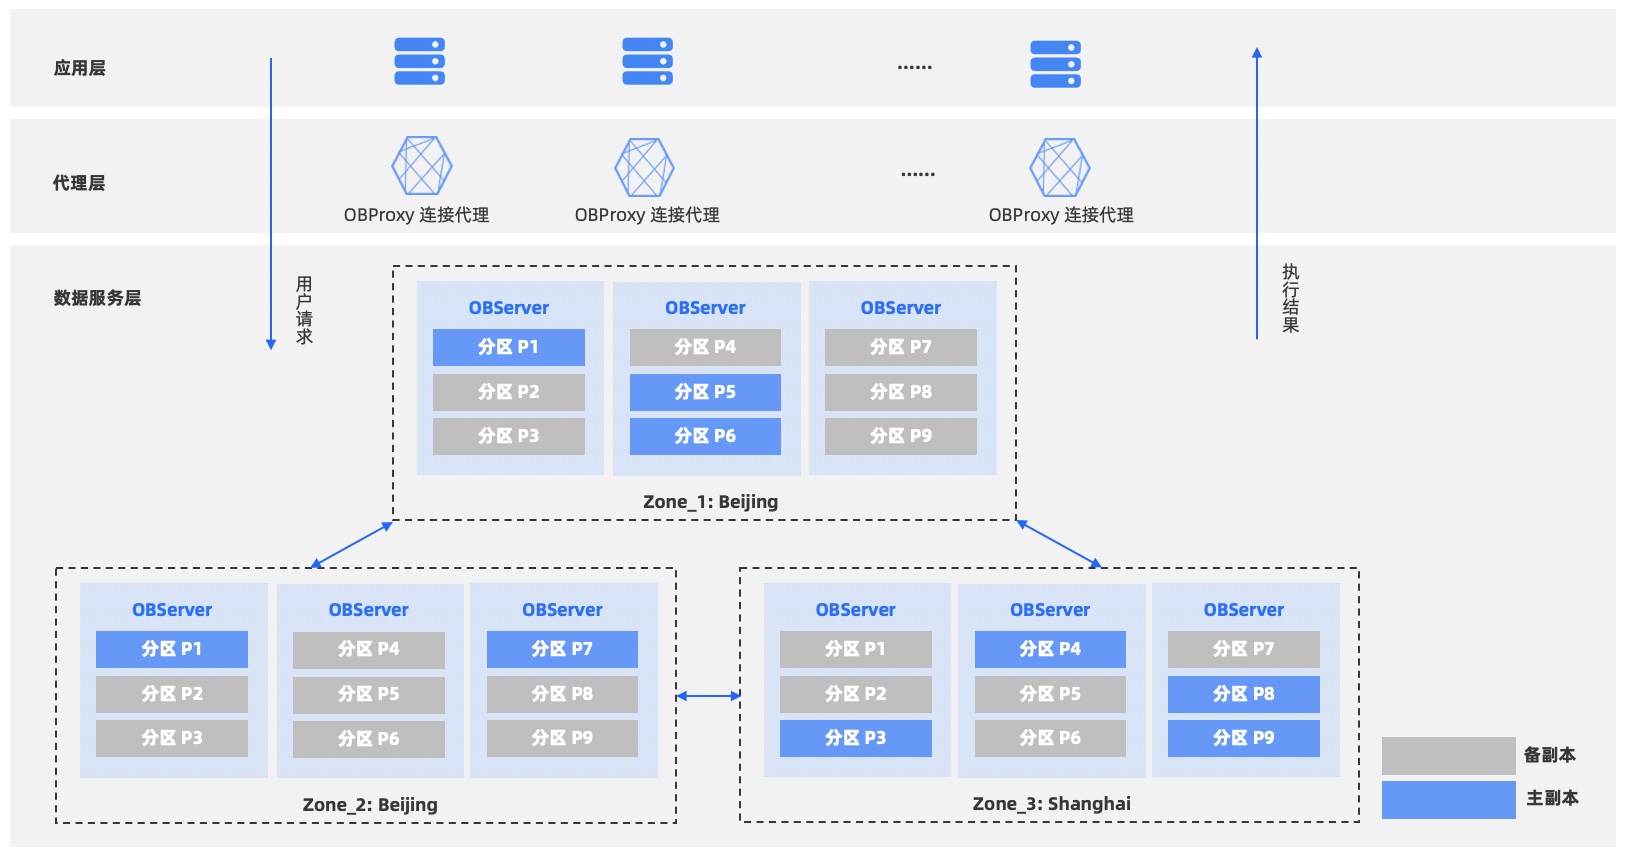 应用层
······
代理层
······
OBProxy 连接代理
OBProxy 连接代理
OBProxy 连接代理
数据服务层
用户请求
执行结果
OBServer
分区 P1
分区 P2
分区 P3
OBServer
分区 P4
分区 P5
分区 P6
OBServer
分区 P7
分区 P8
分区 P9
Zone_1: Beijing
OBServer
分区 P1
分区 P2
分区 P3
OBServer
分区 P4
分区 P5
分区 P6
OBServer
分区 P7
分区 P8
分区 P9
Zone_2: Beijing
OBServer
分区 P1
分区 P2
分区 P3
OBServer
分区 P4
分区 P5
分区 P6
OBServer
分区 P7
分区 P8
分区 P9
Zone_3: Shanghai
备副本
主副本